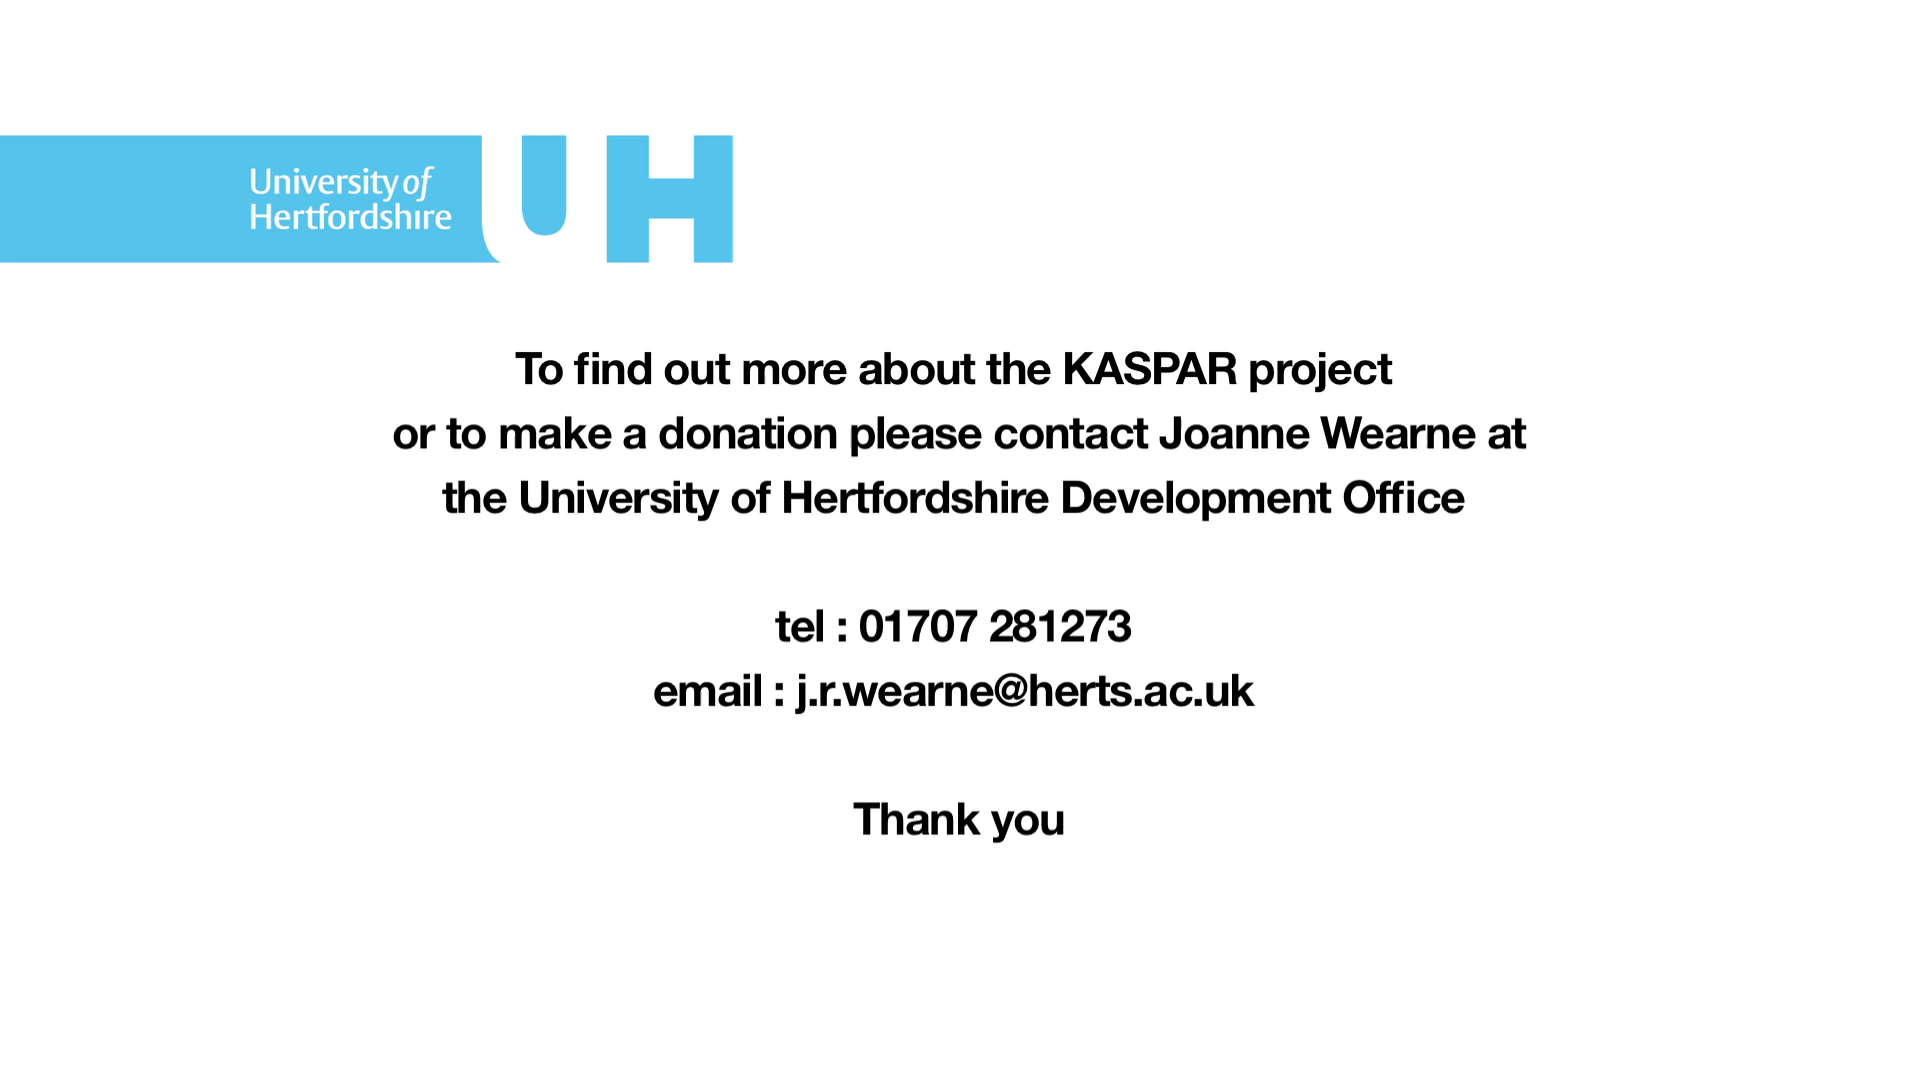 University of
Hertfordshire
UH
To find out more about the KASPAR project
or to make a donation please contact Joanne Wearne at
the University of Hertfordshire Development Office
tel : 01707 281273
email : j.r.wearne@herts.ac.uk
Thank you